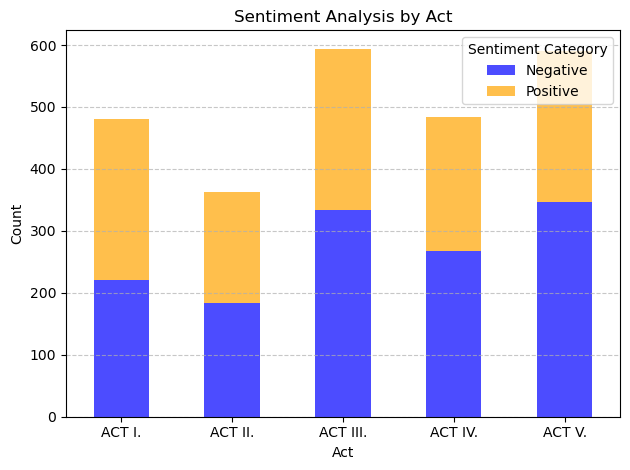 Sentiment Analysis by Act
Sentiment Category
Negative
Positive
Count
600
500
400
300
200
100
0
ACT I.
ACT II.
ACT III.
ACT IV.
ACT V.
Act